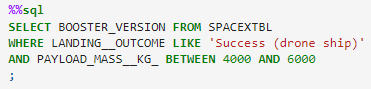 %%sql
SELECT BOOSTER_VERSION FROM SPACEXTBL
WHERE LANDING__OUTCOME LIKE 'Success (drone ship)'
AND PAYLOAD_MASS__KG_ BETWEEN 4000 AND 6000
;